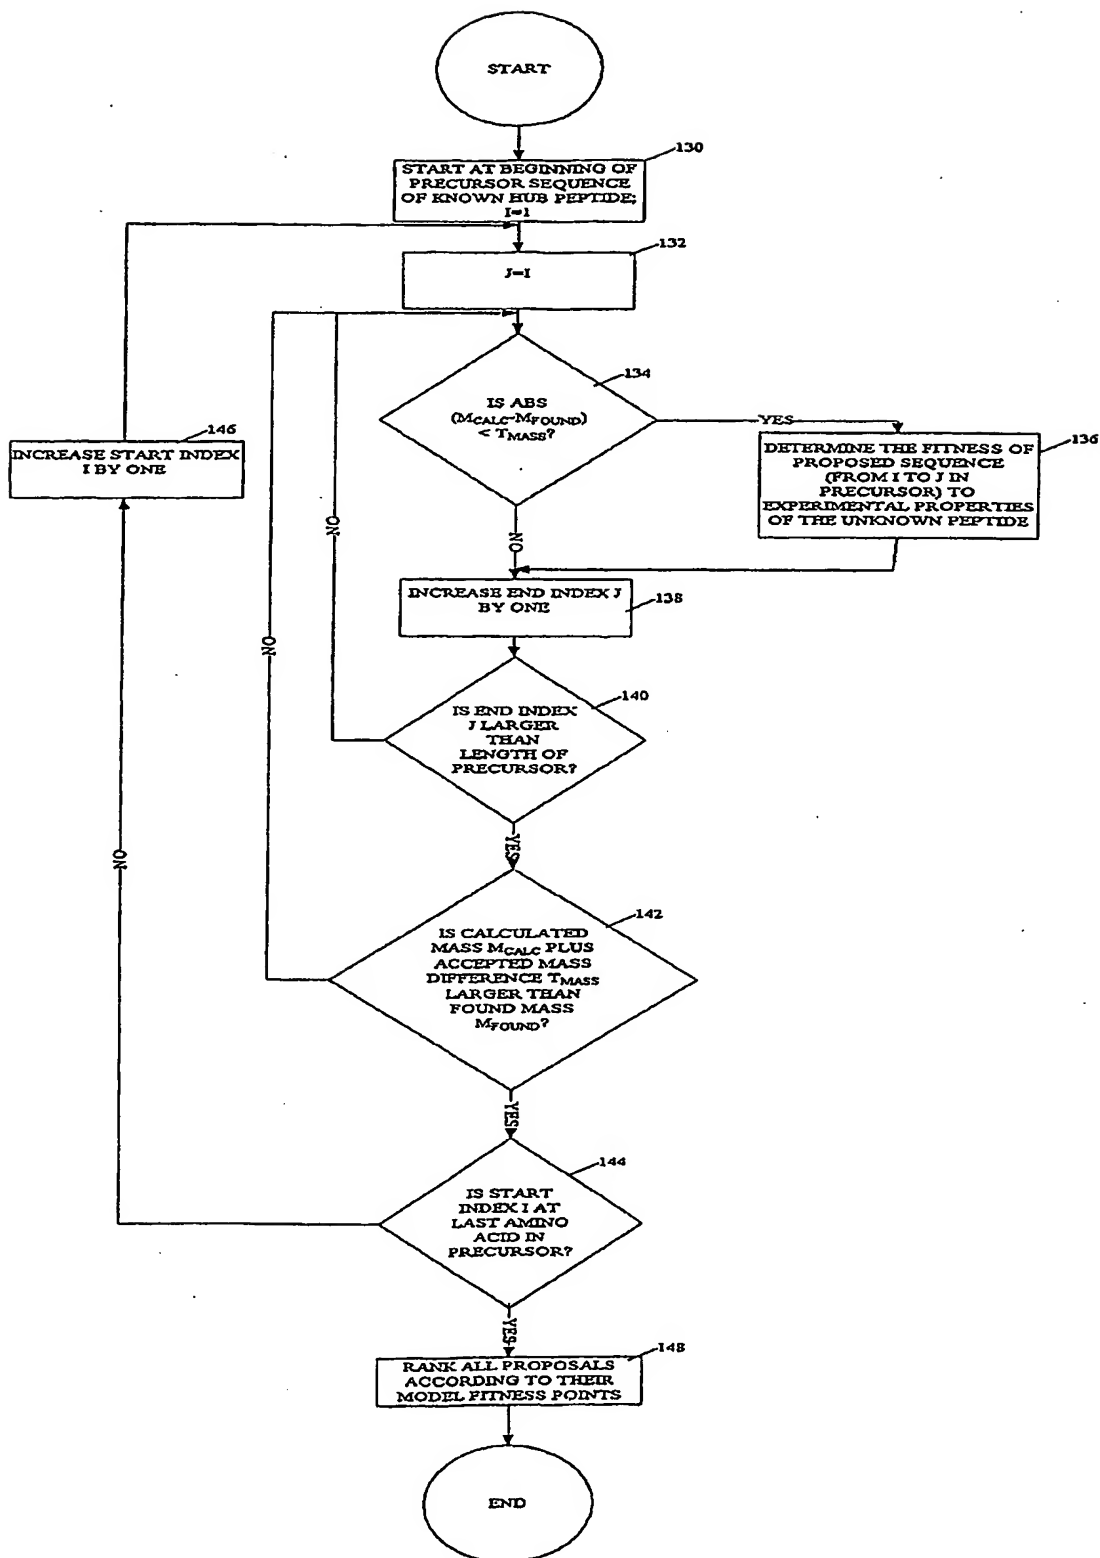 START
130
START AT BEGINNING OF
PRECURSOR SEQUENCE
OF KNOWN HUB PEPTIDE;
I=1
132
J=I
134
IS ABS
(MCALC-MFOUND)
< TMASS?
YES
136
DETERMINE THE FITNESS OF
PROPOSED SEQUENCE
(FROM I TO J IN
PRECURSOR) TO
EXPERIMENTAL PROPERTIES
OF THE UNKNOWN PEPTIDE
146
INCREASE START INDEX
I BY ONE
NO
NO
INCREASE END INDEX J
BY ONE
138
NO
140
IS END INDEX
J LARGER
THAN
LENGTH OF
PRECURSOR?
YES
NO
142
IS CALCULATED
MASS MCALC PLUS
ACCEPTED MASS
DIFFERENCE TMASS
LARGER THAN
FOUND MASS
MFOUND?
YES
144
IS START
INDEX I AT
LAST AMINO
ACID IN
PRECURSOR?
YES
148
RANK ALL PROPOSALS
ACCORDING TO THEIR
MODEL FITNESS POINTS
END